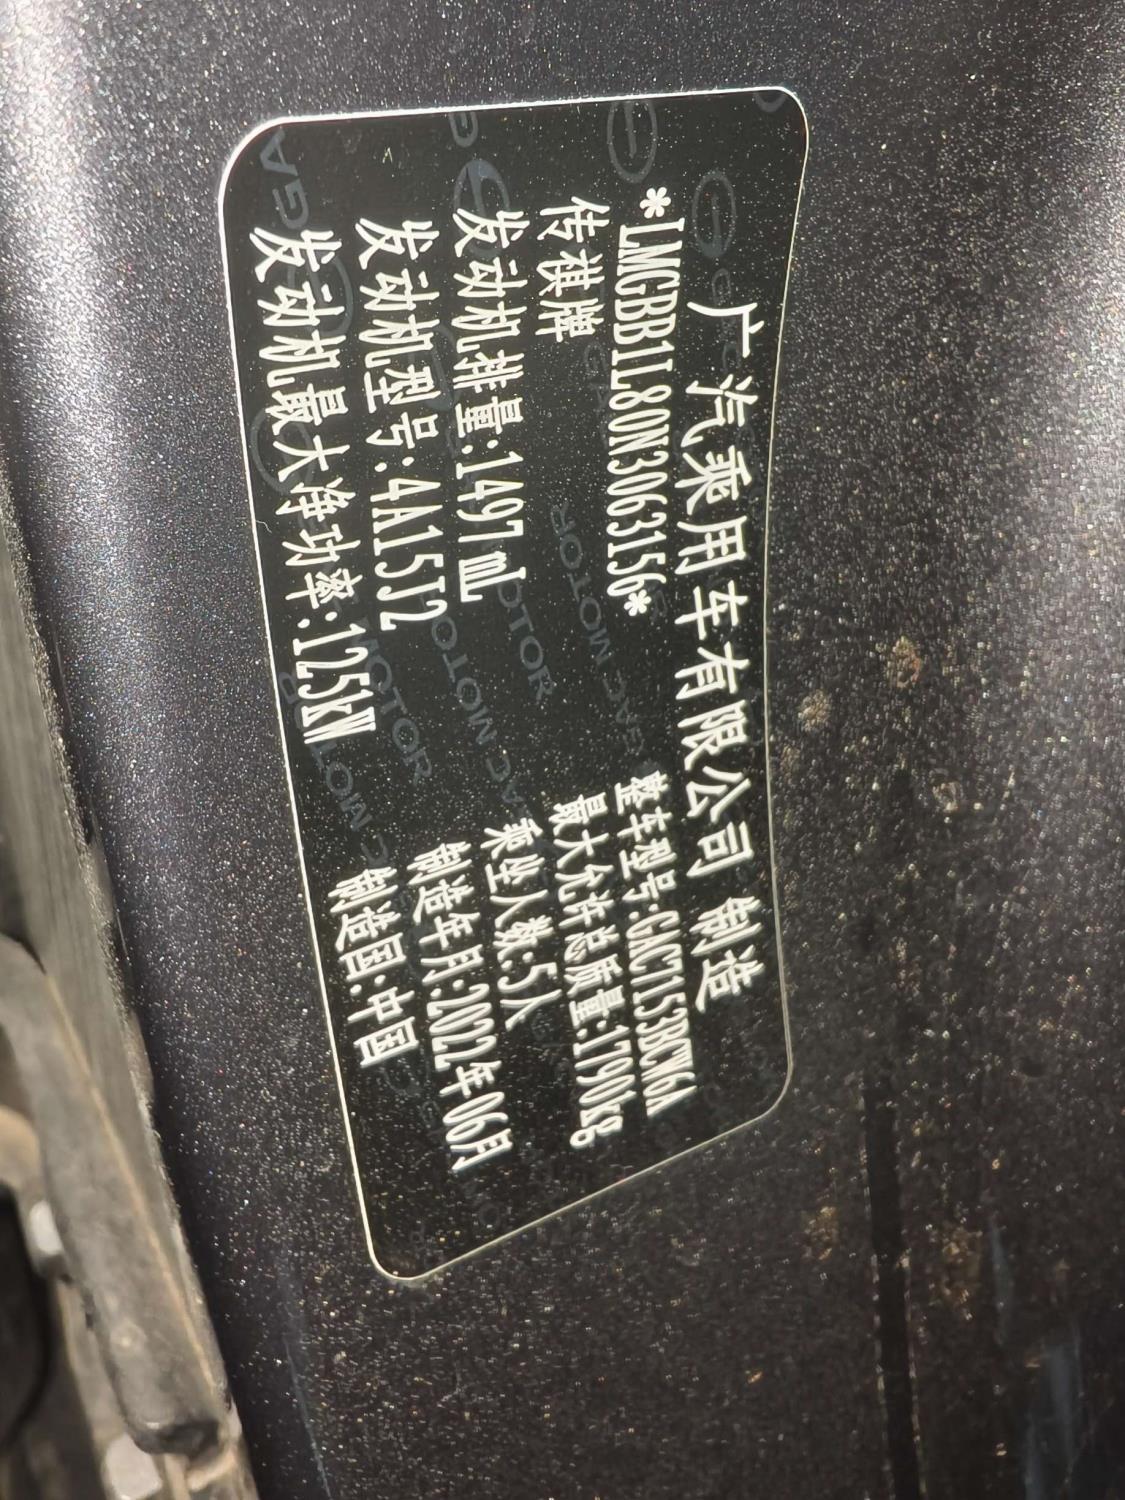 广汽乘用车有限公司 制造
*LMGBB1L80N3063156*
整车型号:GAC7153BCW6A
传祺牌
最大允许总质量:1790kg
发动机排量:1497mL
乘坐人数:5人
发动机型号:4A15J2
制造年月:2022年06月
发动机最大净功率:125kW
制造国:中国